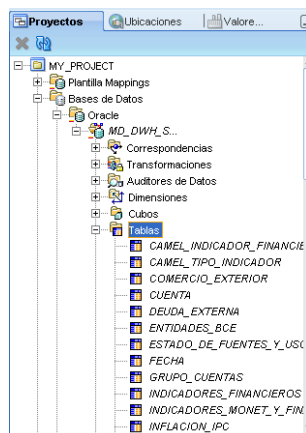 Proyectos Ubicaciones Valore...
MY_PROJECT
Plantilla Mappings
Bases de Datos
Oracle
MD_DWH_S...
Correspondencias
Transformaciones
Auditores de Datos
Dimensiones
Cubos
Tablas
CAMEL_INDICADOR_FINANCIE
CAMEL_TIPO_INDICADOR
COMERCIO_EXTERIOR
CUENTA
DEUDA_EXTERNA
ENTIDADES_BCE
ESTADO_DE_FUENTES_Y_USO
FECHA
GRUPO_CUENTAS
INDICADORES_FINANCIEROS
INDICADORES_MONET_Y_FIN
INFLACION_IPC